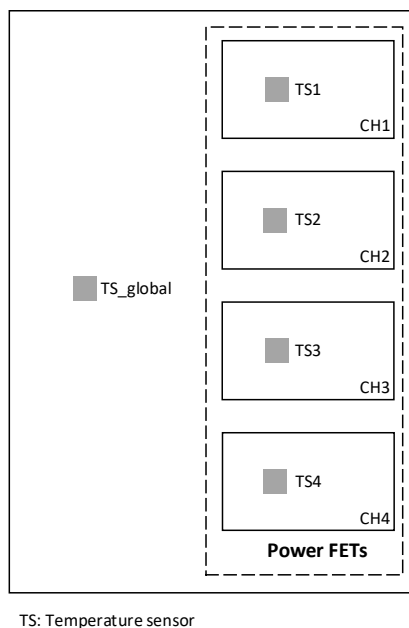 TS1
CH1
TS2
CH2
TS_global
TS3
CH3
TS4
CH4
Power FETs
TS: Temperature sensor